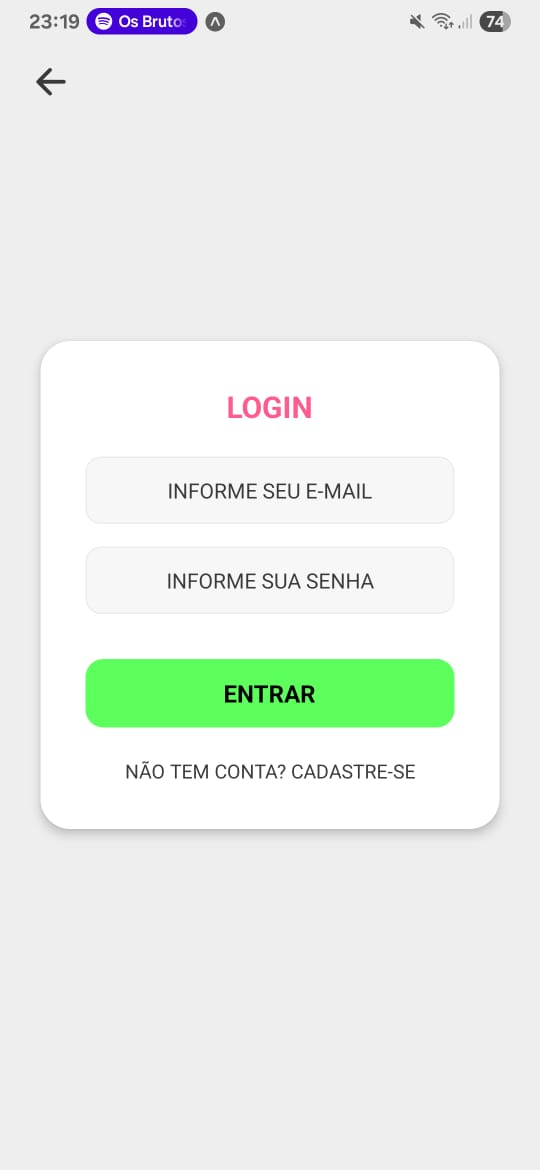 23:19 Os Brutos 74
LOGIN
INFORME SEU E-MAIL
INFORME SUA SENHA
ENTRAR
NÃO TEM CONTA? CADASTRE-SE